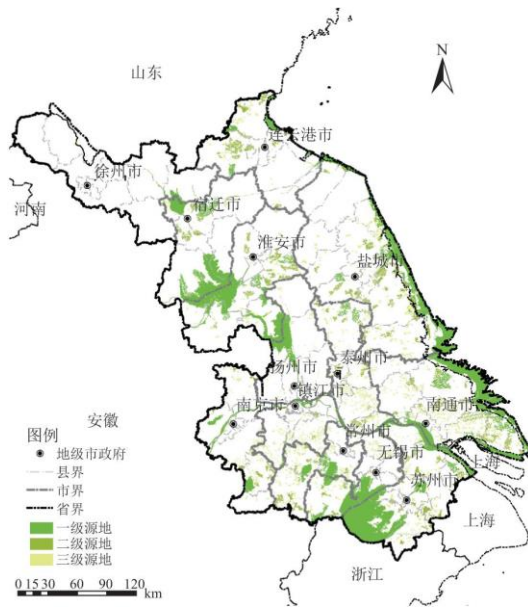 山东
N
连云港市
徐州市
河南
宿迁市
淮安市
盐城市
泰州市
扬州市
镇江市
南京市
南通市
安徽
常州市
无锡市
上海
苏州市
上海
浙江
图例
地级市政府
县界
市界
省界
一级源地
二级源地
三级源地
0 15 30 60 90 120
km